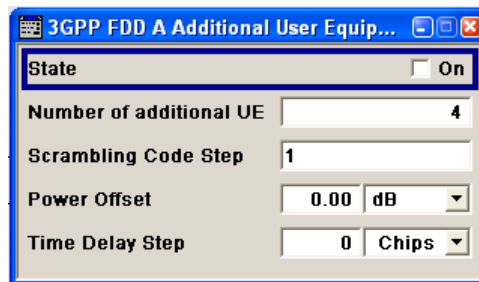 3GPP FDD A Additional User Equip...
State On
Number of additional UE 4
Scrambling Code Step 1
Power Offset 0.00 dB
Time Delay Step 0 Chips